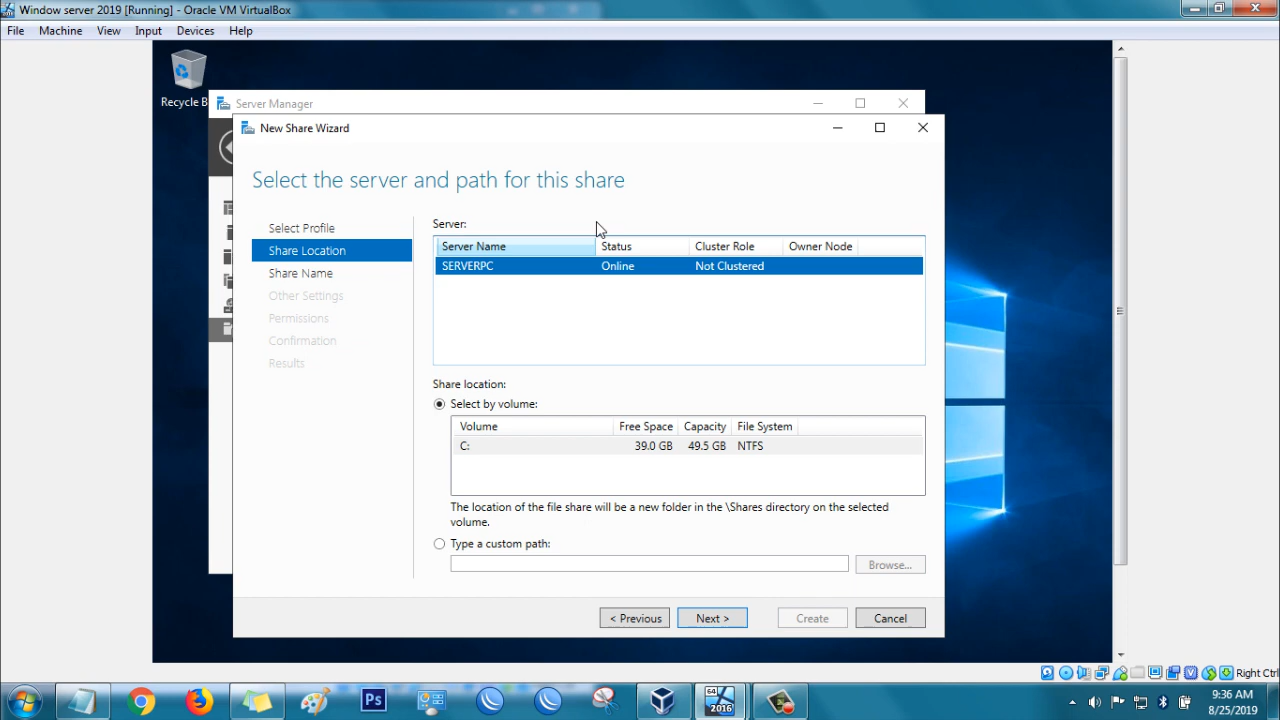 Window server 2019 [Running] - Oracle VM VirtualBox
File Machine View Input Devices Help
Recycle B
Server Manager
New Share Wizard
Select the server and path for this share
Select Profile
Share Location
Share Name
Other Settings
Permissions
Confirmation
Results
Server:
Server Name Status Cluster Role Owner Node
SERVERPC Online Not Clustered
Share location:
Select by volume:
Volume Free Space Capacity File System
C: 39.0 GB 49.5 GB NTFS
The location of the file share will be a new folder in the \Shares directory on the selected
volume.
Type a custom path:
Browse...
< Previous Next > Create Cancel
Right Ctrl
Ps
64
2016
9:36 AM
8/25/2019